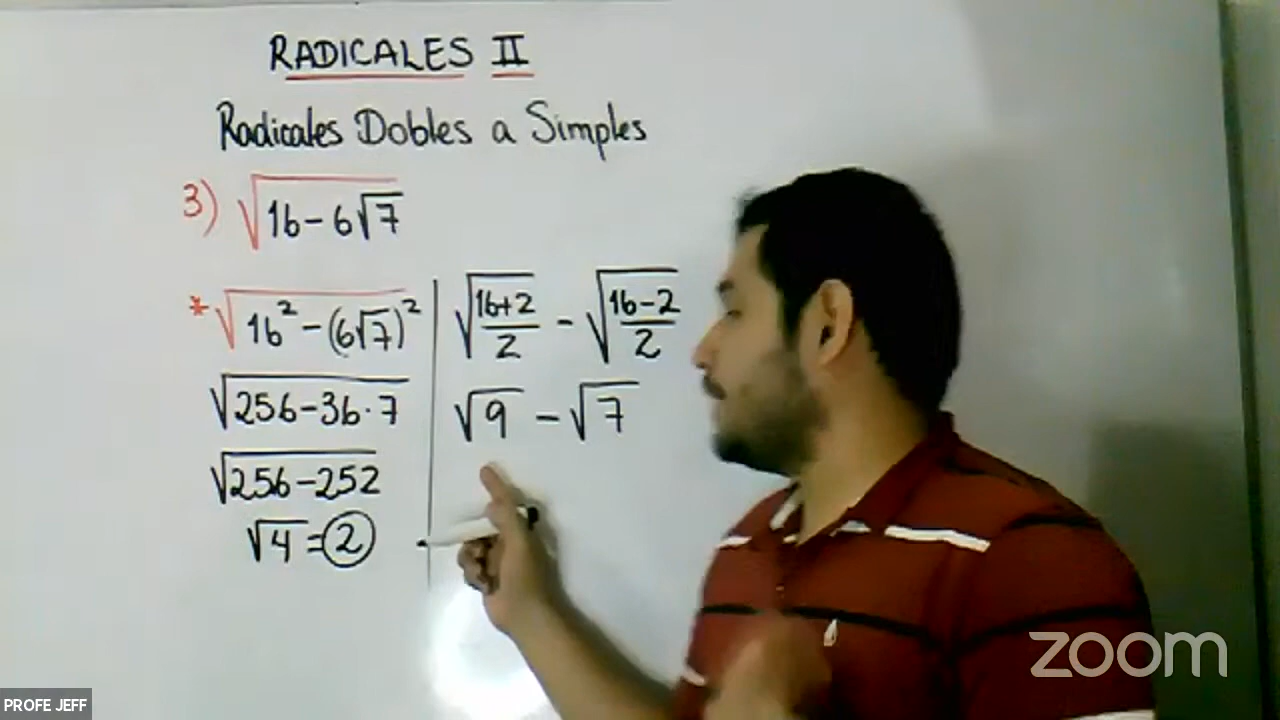 RADICALES II
Radicales Dobles a Simples
3) √(16-6√7)
*√(16²-(6√7)²)
√(256-36·7)
√(256-252)
√4=2
√((16+2)/2) - √((16-2)/2)
√9 - √7
zoom
PROFE JEFF